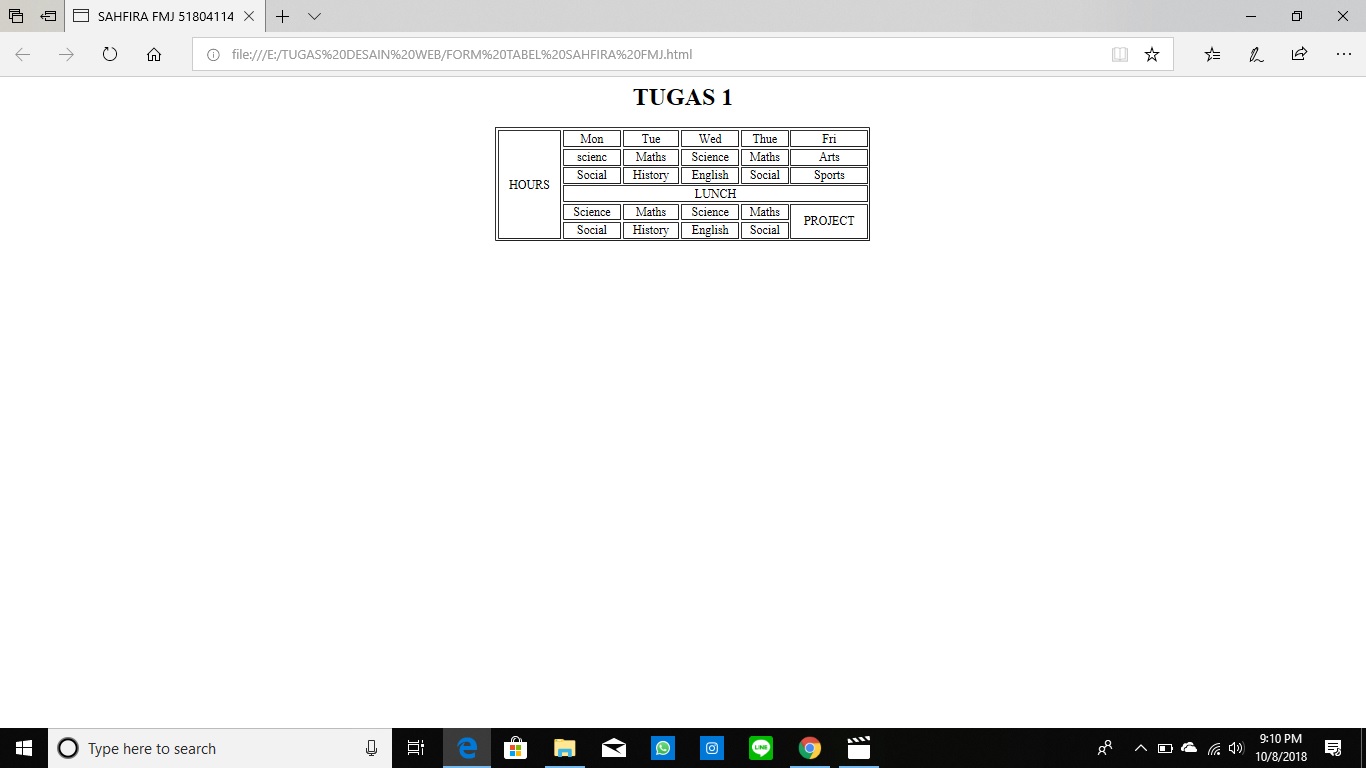 SAHFIRA FMJ 51804114
file:///E:/TUGAS%20DESAIN%20WEB/FORM%20TABEL%20SAHFIRA%20FMJ.html
TUGAS 1
Mon Tue Wed Thue Fri
scienc Maths Science Maths Arts
Social History English Social Sports
HOURS
LUNCH
Science Maths Science Maths
PROJECT
Social History English Social
Type here to search
LINE
9:10 PM
10/8/2018